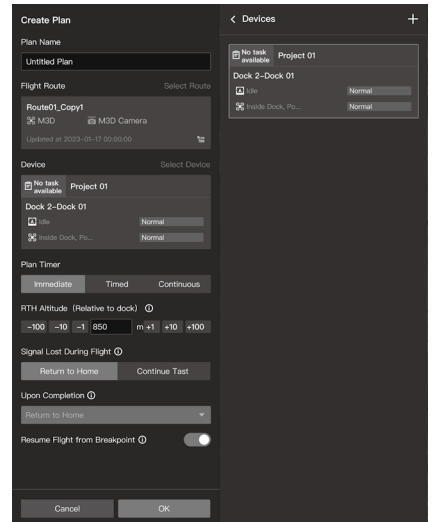 Create Plan
Plan Name
Untitled Plan
Flight Route Select Route
Route01_Copy1
M3D M3D Camera
Updated at 2023-01-17 00:00:00
Device Select Device
No task available Project 01
Dock 2-Dock 01
Idle Normal
Inside Dock, Po... Normal
Plan Timer
Immediate Timed Continuous
RTH Altitude (Relative to dock)
-100 -10 -1 850 m +1 +10 +100
Signal Lost During Flight
Return to Home Continue Tast
Upon Completion
Return to Home
Resume Flight from Breakpoint
Cancel OK
Devices
No task available Project 01
Dock 2-Dock 01
Idle Normal
Inside Dock, Po... Normal